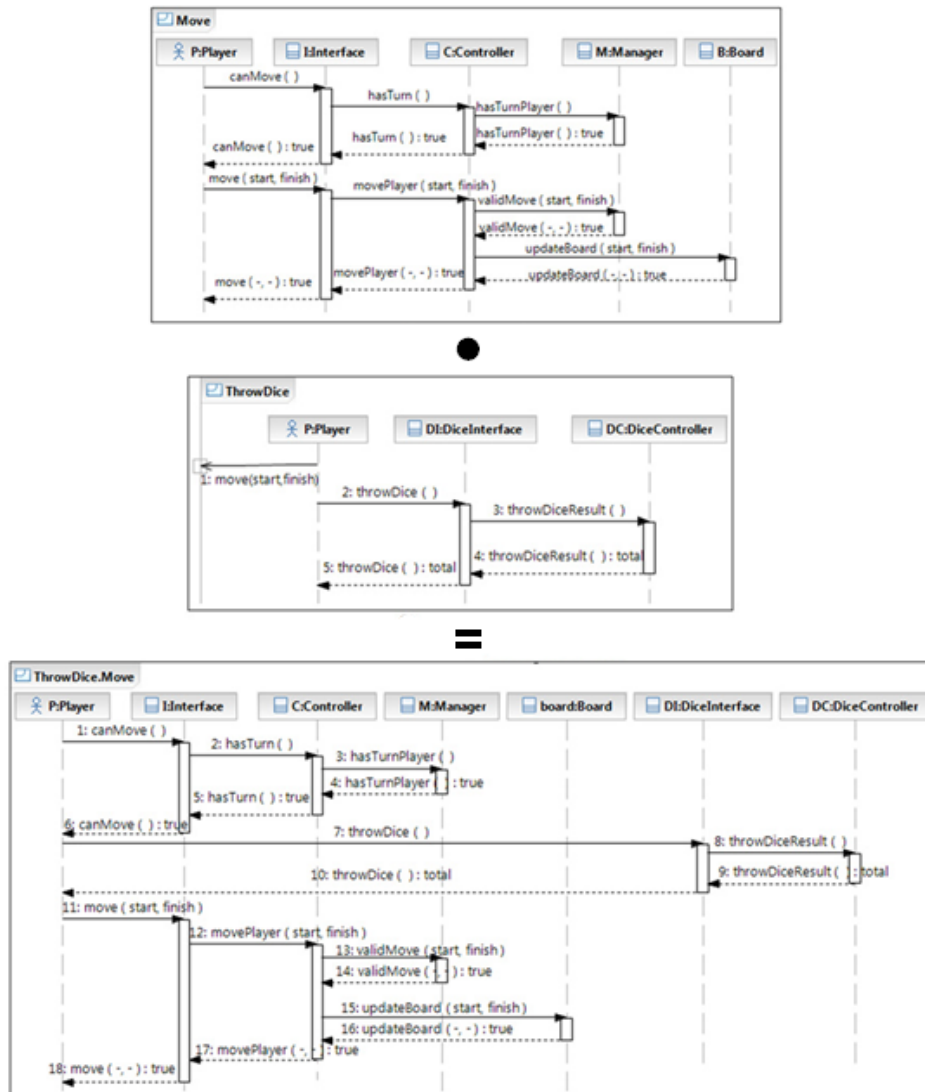 Move
P:Player I:Interface C:Controller M:Manager B:Board
canMove ( )
hasTurn ( )
hasTurnPlayer ( )
hasTurnPlayer ( ) : true
hasTurn ( ) : true
canMove ( ) : true
move ( start, finish )
movePlayer ( start, finish )
validMove ( start, finish )
validMove ( -, - ) : true
updateBoard ( start, finish )
updateBoard ( -, - ) : true
movePlayer ( -, - ) : true
move ( -, - ) : true
ThrowDice
P:Player DI:DiceInterface DC:DiceController
1: move(start,finish)
2: throwDice ( )
3: throwDiceResult ( )
4: throwDiceResult ( ) : total
5: throwDice ( ) : total
=
ThrowDice.Move
P:Player I:Interface C:Controller M:Manager board:Board DI:DiceInterface DC:DiceController
1: canMove ( )
2: hasTurn ( )
3: hasTurnPlayer ( )
4: hasTurnPlayer ( ) : true
5: hasTurn ( ) : true
6: canMove ( ) : true
7: throwDice ( )
8: throwDiceResult ( )
9: throwDiceResult ( ) : total
10: throwDice ( ) : total
11: move ( start, finish )
12: movePlayer ( start, finish )
13: validMove ( start, finish )
14: validMove ( -, - ) : true
15: updateBoard ( start, finish )
16: updateBoard ( -, - ) : true
17: movePlayer ( -, - ) : true
18: move ( -, - ) : true